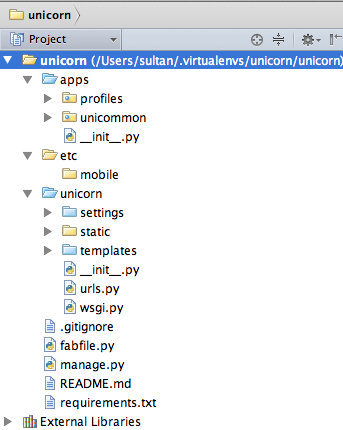 unicorn
Project
unicorn (/Users/sultan/.virtualenvs/unicorn/unicorn)
apps
profiles
unicommon
__init__.py
etc
mobile
unicorn
settings
static
templates
__init__.py
urls.py
wsgi.py
.gitignore
fabfile.py
manage.py
README.md
requirements.txt
External Libraries